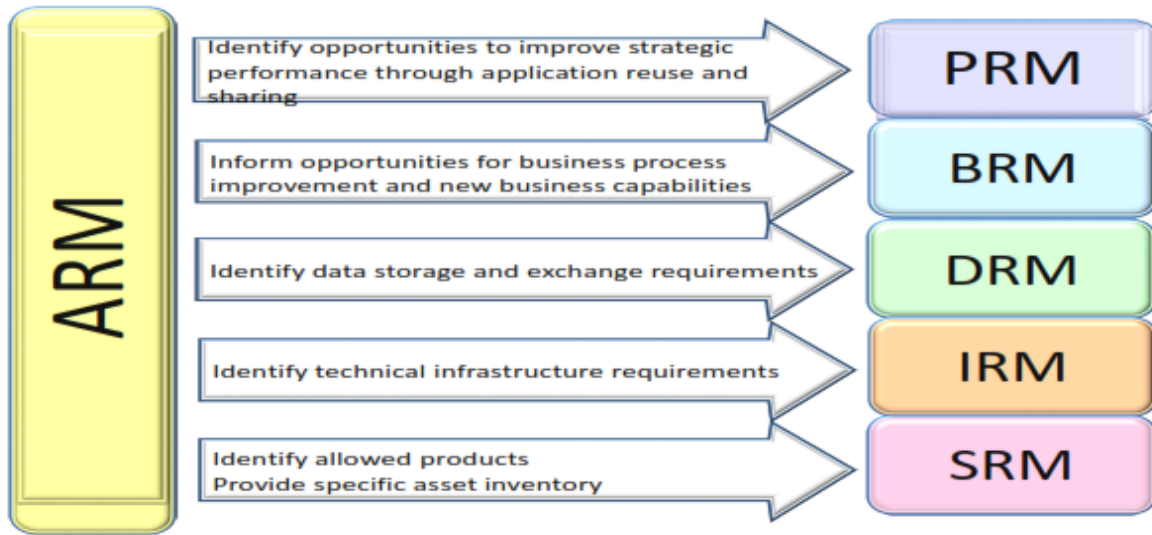 ARM
Identify opportunities to improve strategic
performance through application reuse and
sharing
PRM
Inform opportunities for business process
improvement and new business capabilities
BRM
Identify data storage and exchange requirements
DRM
Identify technical infrastructure requirements
IRM
Identify allowed products
Provide specific asset inventory
SRM